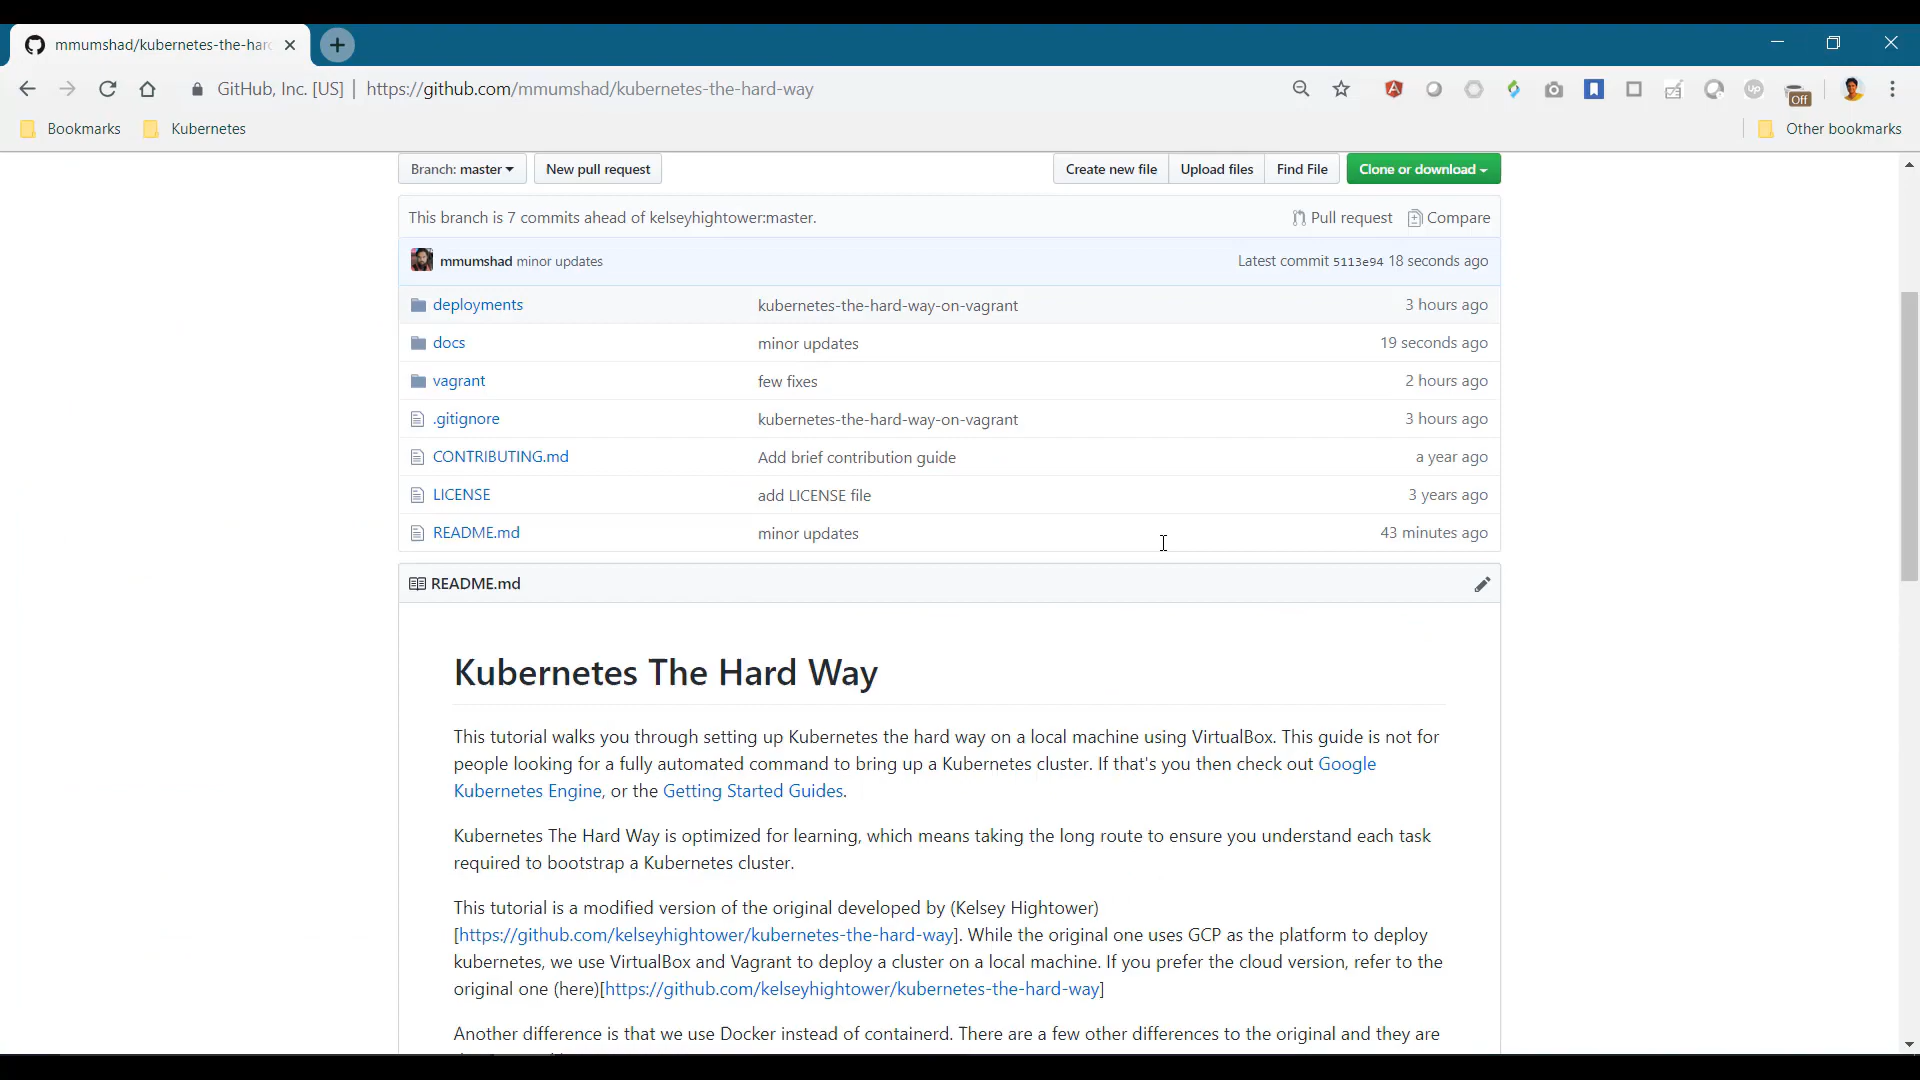 mmumshad/kubernetes-the-har
GitHub, Inc. [US] | https://github.com/mmumshad/kubernetes-the-hard-way
Off
Bookmarks Kubernetes Other bookmarks
Branch: master New pull request Create new file Upload files Find File Clone or download
This branch is 7 commits ahead of kelseyhightower:master. Pull request Compare
mmumshad minor updates Latest commit 5113e94 18 seconds ago
deployments kubernetes-the-hard-way-on-vagrant 3 hours ago
docs minor updates 19 seconds ago
vagrant few fixes 2 hours ago
.gitignore kubernetes-the-hard-way-on-vagrant 3 hours ago
CONTRIBUTING.md Add brief contribution guide a year ago
LICENSE add LICENSE file 3 years ago
README.md minor updates 43 minutes ago
README.md
Kubernetes The Hard Way
This tutorial walks you through setting up Kubernetes the hard way on a local machine using VirtualBox. This guide is not for
people looking for a fully automated command to bring up a Kubernetes cluster. If that's you then check out Google
Kubernetes Engine, or the Getting Started Guides.
Kubernetes The Hard Way is optimized for learning, which means taking the long route to ensure you understand each task
required to bootstrap a Kubernetes cluster.
This tutorial is a modified version of the original developed by (Kelsey Hightower)
[https://github.com/kelseyhightower/kubernetes-the-hard-way]. While the original one uses GCP as the platform to deploy
kubernetes, we use VirtualBox and Vagrant to deploy a cluster on a local machine. If you prefer the cloud version, refer to the
original one (here)[https://github.com/kelseyhightower/kubernetes-the-hard-way]
Another difference is that we use Docker instead of containerd. There are a few other differences to the original and they are